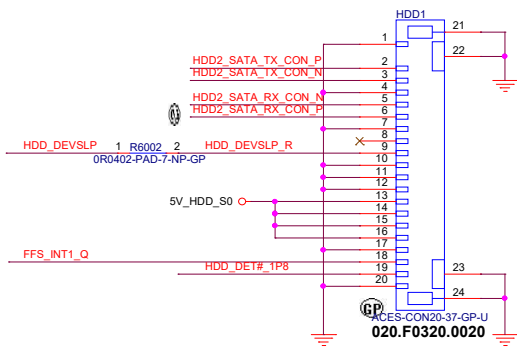 HDD1
21
1
22
HDD2_SATA_TX_CON_P
2
HDD2_SATA_TX_CON_N
3
4
HDD2_SATA_RX_CON_N
5
HDD2_SATA_RX_CON_P
6
7
8
HDD_DEVSLP 1 R6002 2 HDD_DEVSLP_R
9
0R0402-PAD-7-NP-GP
10
11
12
5V_HDD_S0
13
14
15
16
17
FFS_INT1_Q
18
HDD_DET#_1P8
19
23
20
24
GP
ACES-CON20-37-GP-U
020.F0320.0020